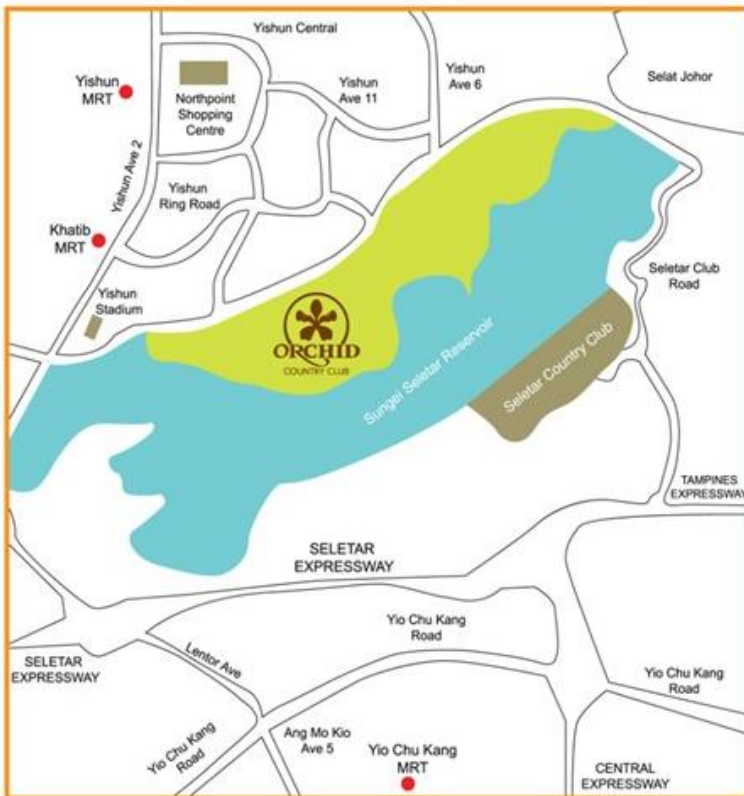 Yishun Central
Yishun
MRT
Northpoint
Shopping
Centre
Yishun
Ave 11
Yishun
Ave 6
Selat Johor
Yishun Ave 2
Yishun
Ring Road
Khatib
MRT
Yishun
Stadium
Seletar Club
Road
ORCHID
COUNTRY CLUB
Sungei Seletar Reservoir
Seletar Country Club
TAMPINES
EXPRESSWAY
SELETAR
EXPRESSWAY
Yio Chu Kang
Road
SELETAR
EXPRESSWAY
Lentor Ave
Yio Chu Kang
Road
Yio Chu Kang
Road
Ang Mo Kio
Ave 5
Yio Chu Kang
MRT
CENTRAL
EXPRESSWAY